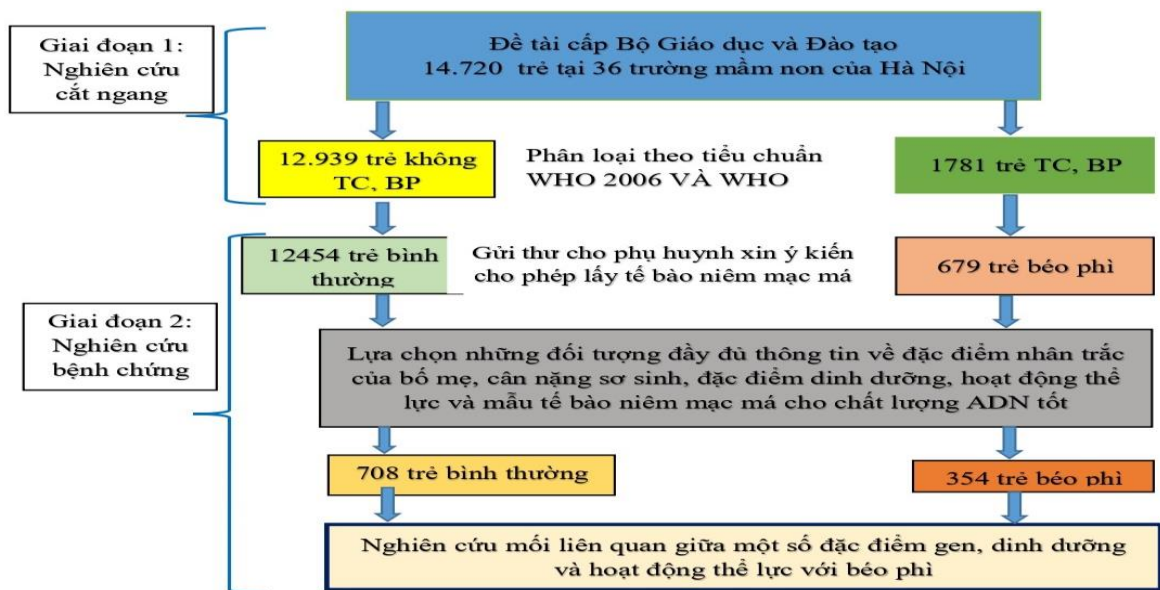 Giai đoạn 1:
Nghiên cứu
cắt ngang
Đề tài cấp Bộ Giáo dục và Đào tạo
14.720 trẻ tại 36 trường mầm non của Hà Nội
12.939 trẻ không
TC, BP
Phân loại theo tiểu chuẩn
WHO 2006 VÀ WHO
1781 trẻ TC, BP
Giai đoạn 2:
Nghiên cứu
bệnh chứng
12454 trẻ bình
thường
Gửi thư cho phụ huynh xin ý kiến
cho phép lấy tế bào niêm mạc má
679 trẻ béo phì
Lựa chọn những đối tượng đầy đủ thông tin về đặc điểm nhân trắc
của bố mẹ, cân nặng sơ sinh, đặc điểm dinh dưỡng, hoạt động thể
lực và mẫu tế bào niêm mạc má cho chất lượng ADN tốt
708 trẻ bình thường
354 trẻ béo phì
Nghiên cứu mối liên quan giữa một số đặc điểm gen, dinh dưỡng
và hoạt động thể lực với béo phì